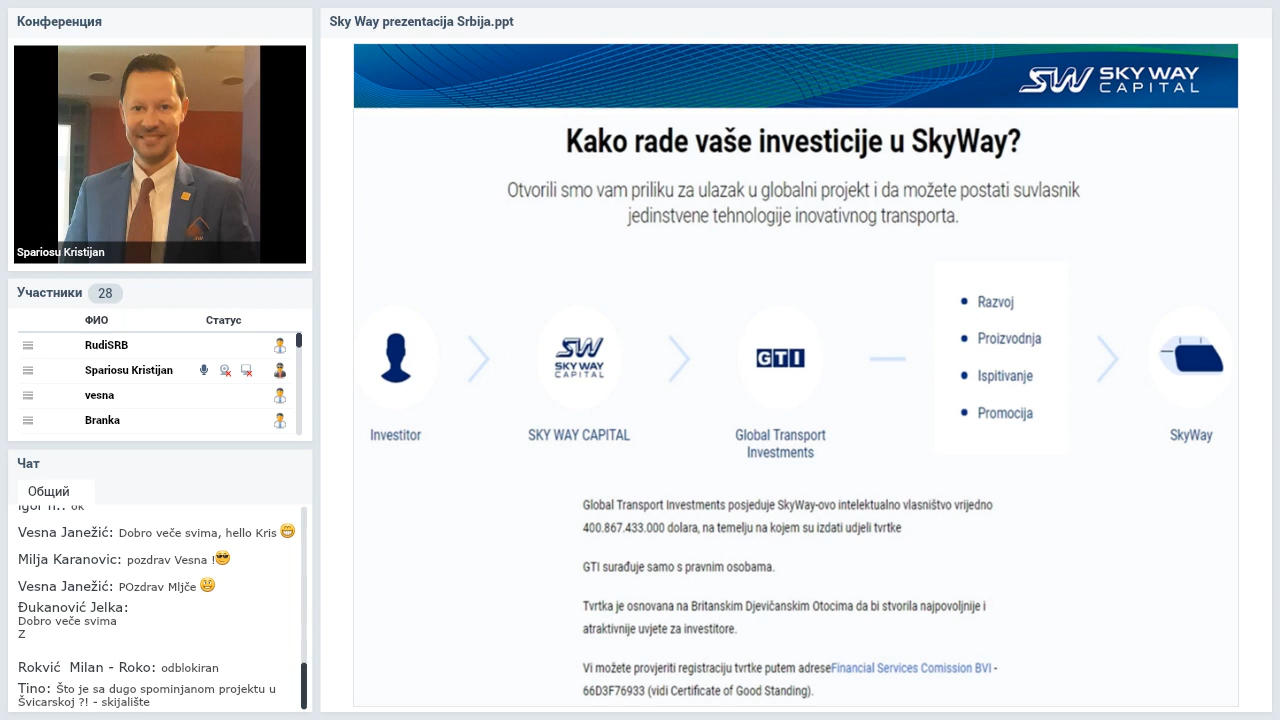 Конференция
Spariosu Kristijan
Участники 28
ФИО Статус
RudiSRB
Spariosu Kristijan
vesna
Branka
Чат
Общий
Vesna Janežić: Dobro veče svima, hello Kris
Milja Karanovic: pozdrav Vesna !
Vesna Janežić: POzdrav Mljče
Đukanović Jelka:
Dobro veče svima
Z
Rokvić Milan - Roko: odblokiran
Tino: Što je sa dugo spominjanom projektu u
Švicarskoj ?! - skijalište
Sky Way prezentacija Srbija.ppt
SW SKY WAY
CAPITAL
Kako rade vaše investicije u SkyWay?
Otvorili smo vam priliku za ulazak u globalni projekt i da možete postati suvlasnik
jedinstvene tehnologije inovativnog transporta.
SW
SKY WAY
CAPITAL
GTI
Razvoj
Proizvodnja
Ispitivanje
Promocija
Investitor
SKY WAY CAPITAL
Global Transport
Investments
SkyWay
Global Transport Investments posjeduje SkyWay-ovo intelektualno vlasništvo vrijedno
400.867.433.000 dolara, na temelju na kojem su izdati udjeli tvrtke
GTI surađuje samo s pravnim osobama.
Tvrtka je osnovana na Britanskim Djevičanskim Otocima da bi stvorila najpovoljnije i
atraktivnije uvjete za investitore.
Vi možete provjeriti registraciju tvrtke putem adreseFinancial Services Comission BVI -
66D3F76933 (vidi Certificate of Good Standing).